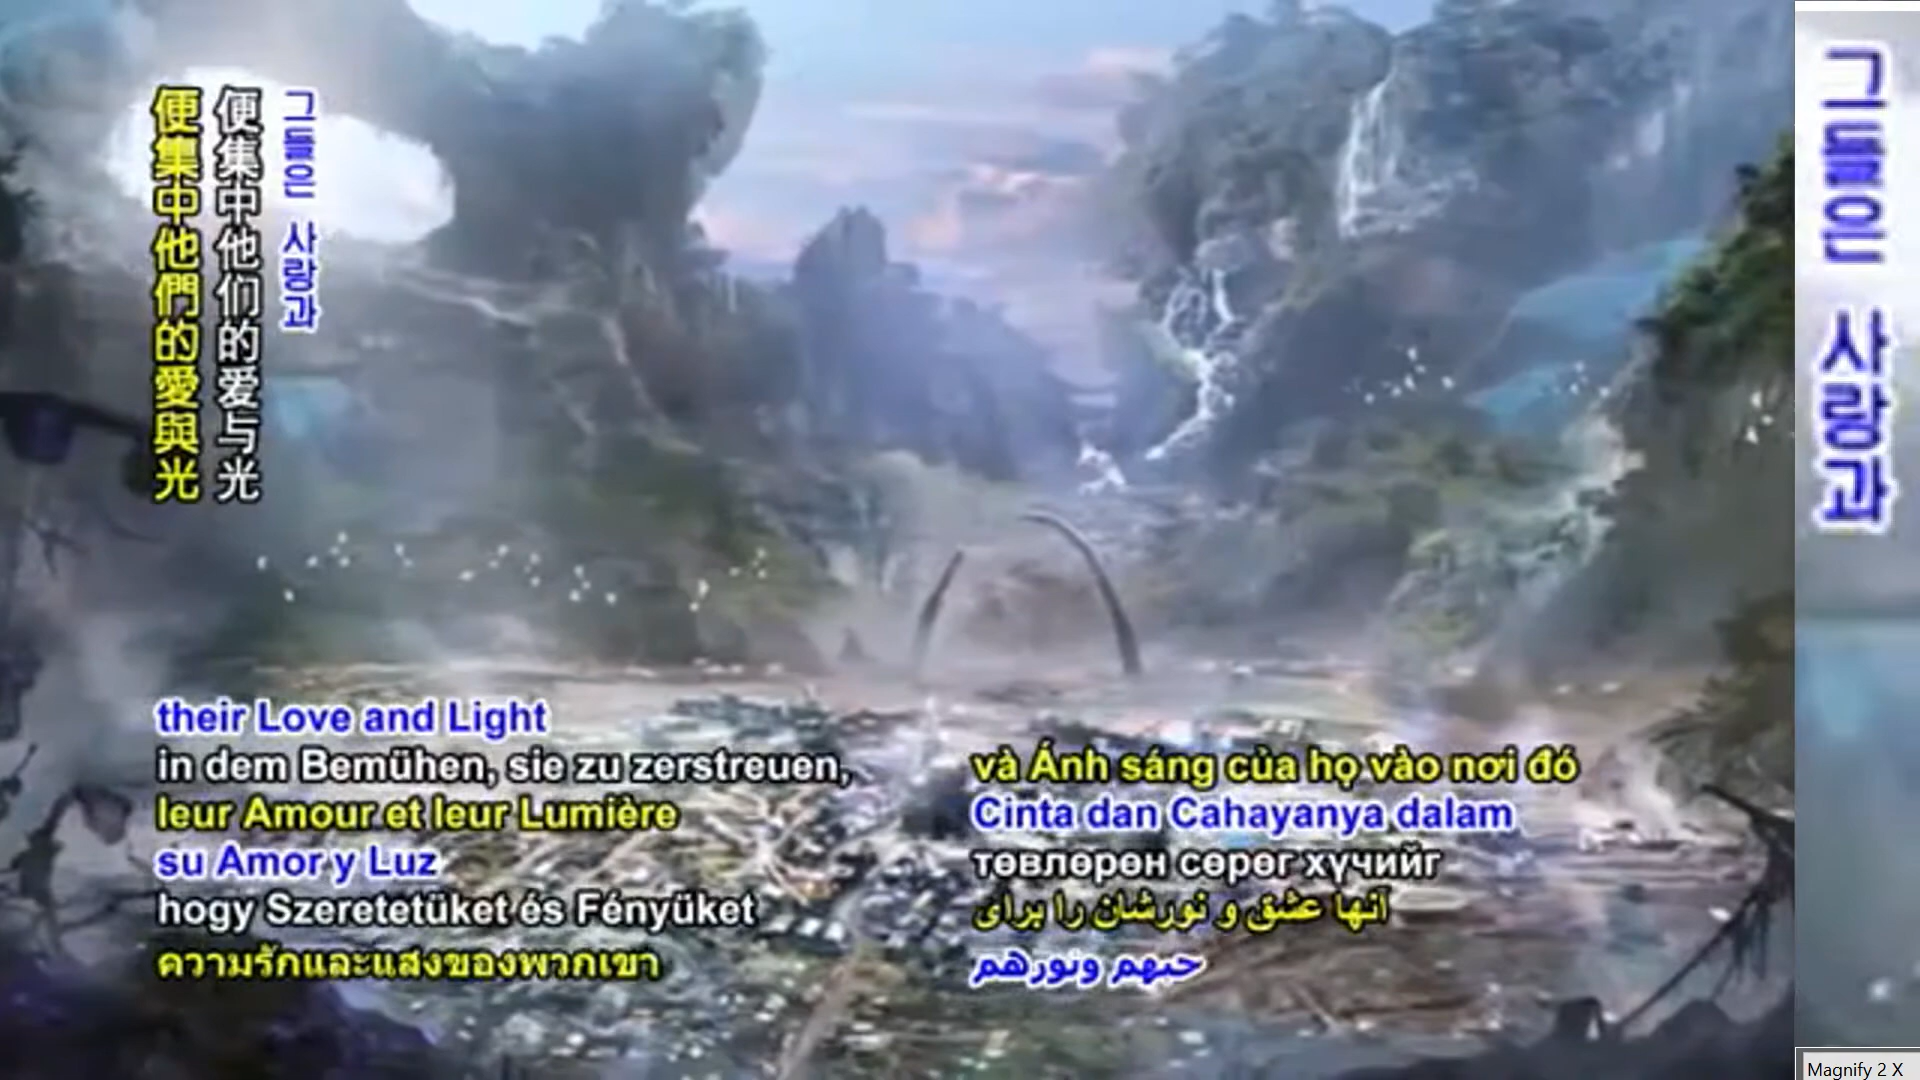 그들은 사랑과
便集中他们的爱与光
便集中他們的愛與光
their Love and Light
in dem Bemühen, sie zu zerstreuen,
leur Amour et leur Lumière
su Amor y Luz
hogy Szeretetüket és Fényüket
ความรักและแสงของพวกเขา
và Ánh sáng của họ vào nơi đó
Cinta dan Cahayanya dalam
төвлөрөн сөрөг хүчийг
آنها عشق و نورشان را برای
حبهم ونورهم
그들은 사랑과
Magnify 2 X